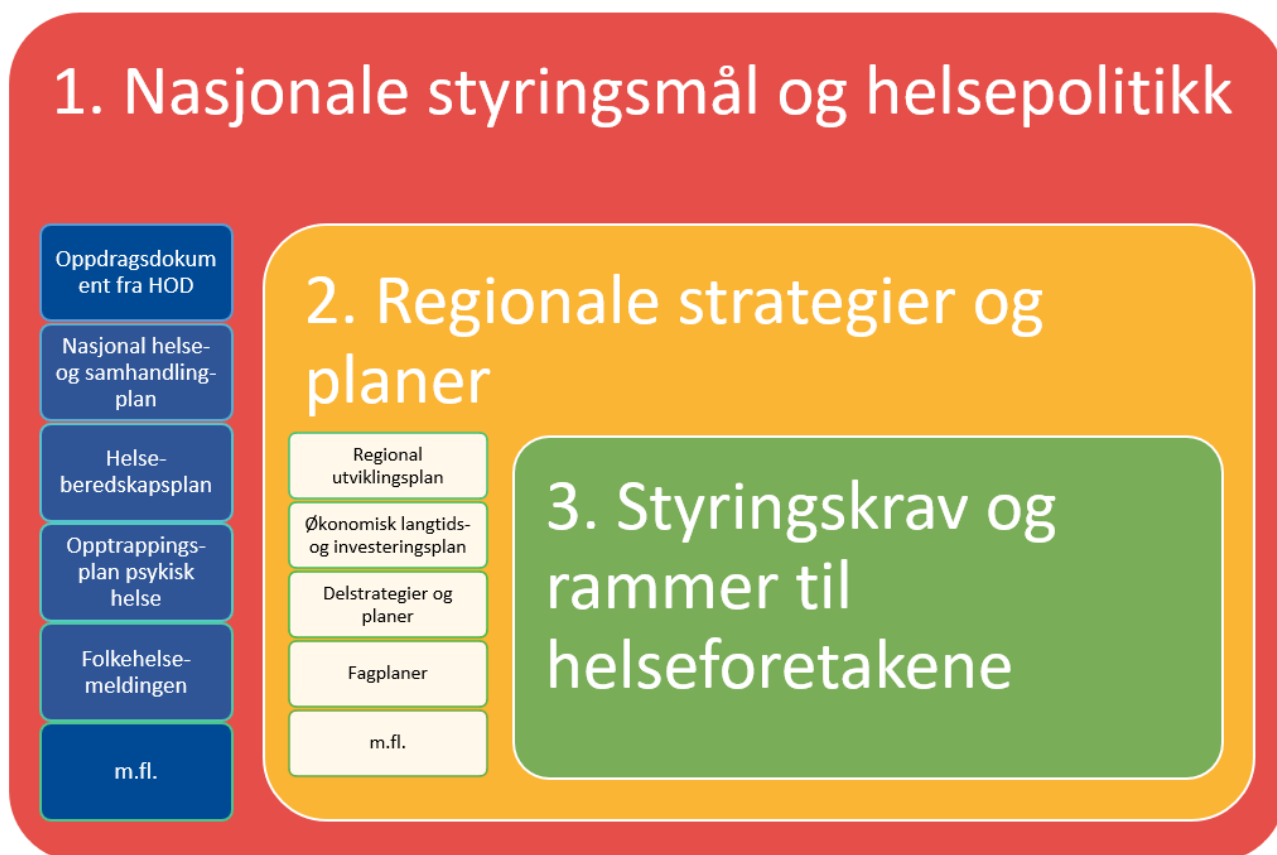 1. Nasjonale styringsmål og helsepolitikk
Oppdragsdokum
ent fra HOD
Nasjonal helse-
og samhandling-
plan
Helse-
beredskapsplan
Opptrappings-
plan psykisk
helse
Folkehelse-
meldingen
m.fl.
2. Regionale strategier og
planer
Regional
utviklingsplan
Økonomisk langtids-
og investeringsplan
Delstrategier og
planer
Fagplaner
m.fl.
3. Styringskrav og
rammer til
helseforetakene